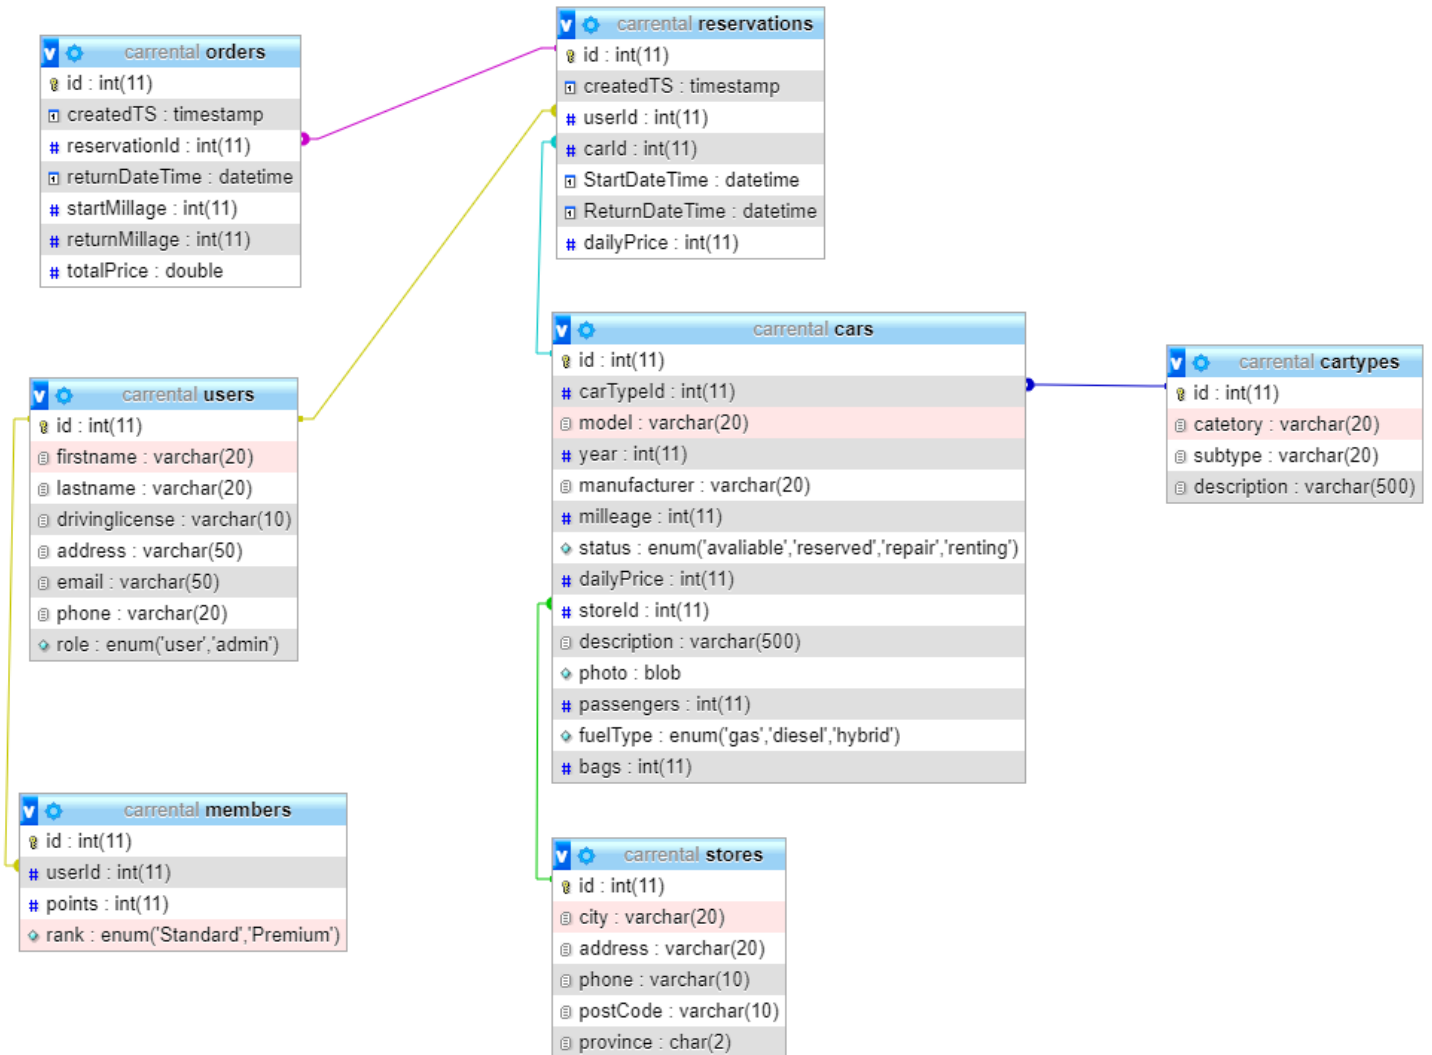 carrental orders
id : int(11)
createdTS : timestamp
reservationId : int(11)
returnDateTime : datetime
startMillage : int(11)
returnMillage : int(11)
totalPrice : double
carrental reservations
id : int(11)
createdTS : timestamp
userId : int(11)
carId : int(11)
StartDateTime : datetime
ReturnDateTime : datetime
dailyPrice : int(11)
carrental users
id : int(11)
firstname : varchar(20)
lastname : varchar(20)
drivinglicense : varchar(10)
address : varchar(50)
email : varchar(50)
phone : varchar(20)
role : enum('user','admin')
carrental cars
id : int(11)
carTypeId : int(11)
model : varchar(20)
year : int(11)
manufacturer : varchar(20)
milleage : int(11)
status : enum('avaliable','reserved','repair','renting')
dailyPrice : int(11)
storeId : int(11)
description : varchar(500)
photo : blob
passengers : int(11)
fuelType : enum('gas','diesel','hybrid')
bags : int(11)
carrental cartypes
id : int(11)
catetory : varchar(20)
subtype : varchar(20)
description : varchar(500)
carrental members
id : int(11)
userId : int(11)
points : int(11)
rank : enum('Standard','Premium')
carrental stores
id : int(11)
city : varchar(20)
address : varchar(20)
phone : varchar(10)
postCode : varchar(10)
province : char(2)